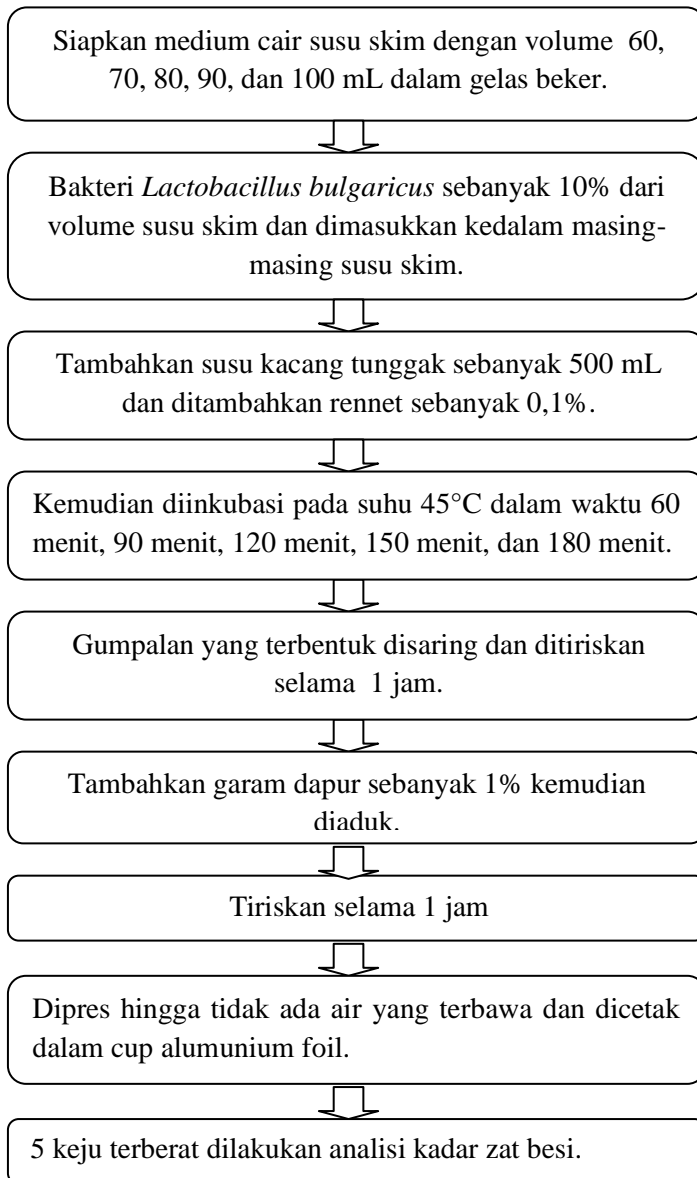 Siapkan medium cair susu skim dengan volume 60,
70, 80, 90, dan 100 mL dalam gelas beker.
Bakteri Lactobacillus bulgaricus sebanyak 10% dari
volume susu skim dan dimasukkan kedalam masing-
masing susu skim.
Tambahkan susu kacang tunggak sebanyak 500 mL
dan ditambahkan rennet sebanyak 0,1%.
Kemudian diinkubasi pada suhu 45°C dalam waktu 60
menit, 90 menit, 120 menit, 150 menit, dan 180 menit.
Gumpalan yang terbentuk disaring dan ditiriskan
selama 1 jam.
Tambahkan garam dapur sebanyak 1% kemudian
diaduk.
Tiriskan selama 1 jam
Dipres hingga tidak ada air yang terbawa dan dicetak
dalam cup alumunium foil.
5 keju terberat dilakukan analisi kadar zat besi.